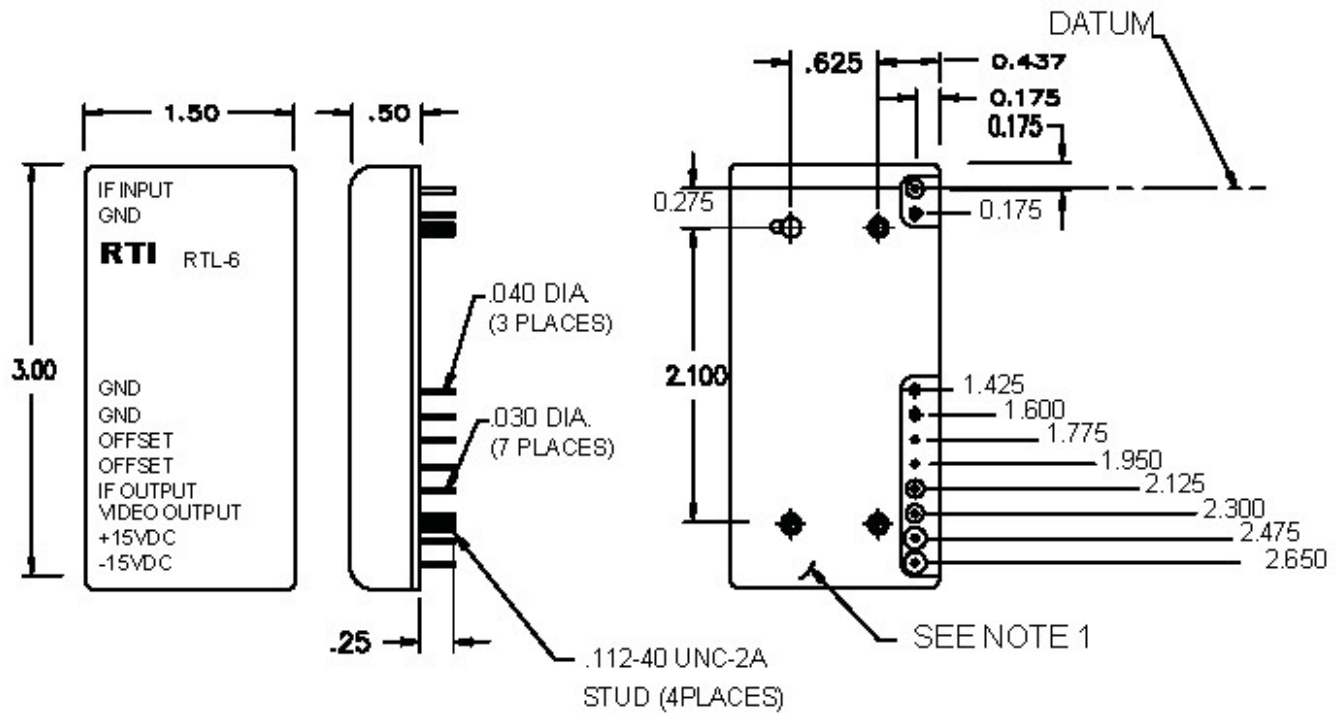 DATUM
.625
0.437
0.175
0.175
1.50
.50
IF INPUT
GND
RTI RTL-6
0.275
0.175
.040 DIA.
(3 PLACES)
3.00
2.100
GND
GND
OFFSET
OFFSET
IF OUTPUT
VIDEO OUTPUT
+15VDC
-15VDC
.030 DIA.
(7 PLACES)
1.425
1.600
1.775
1.950
2.125
2.300
2.475
2.650
.25
.112-40 UNC-2A
STUD (4PLACES)
SEE NOTE 1